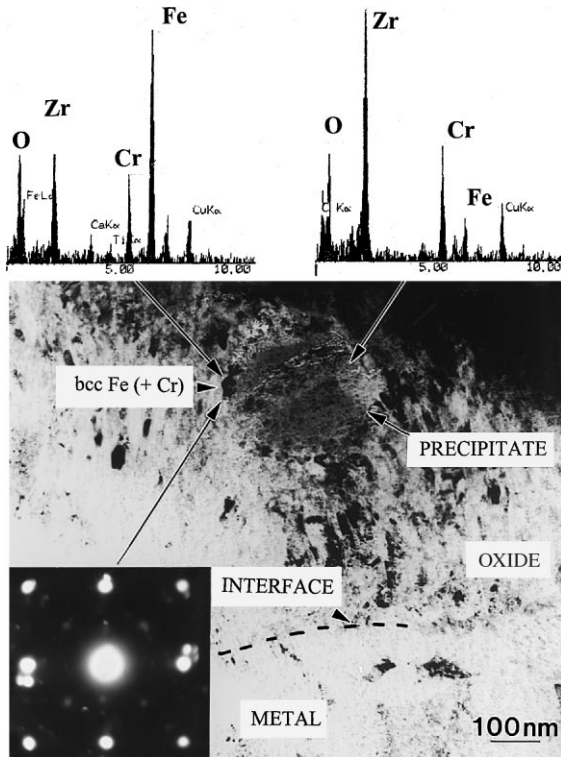 Fe
Zr
O
Cr
FeLα
CaKα
CuKα
5.00
10.00
Zr
O
Cr
Fe
Kα
CuKα
5.00
10.00
bcc Fe (+ Cr)
PRECIPITATE
OXIDE
INTERFACE
METAL
100nm